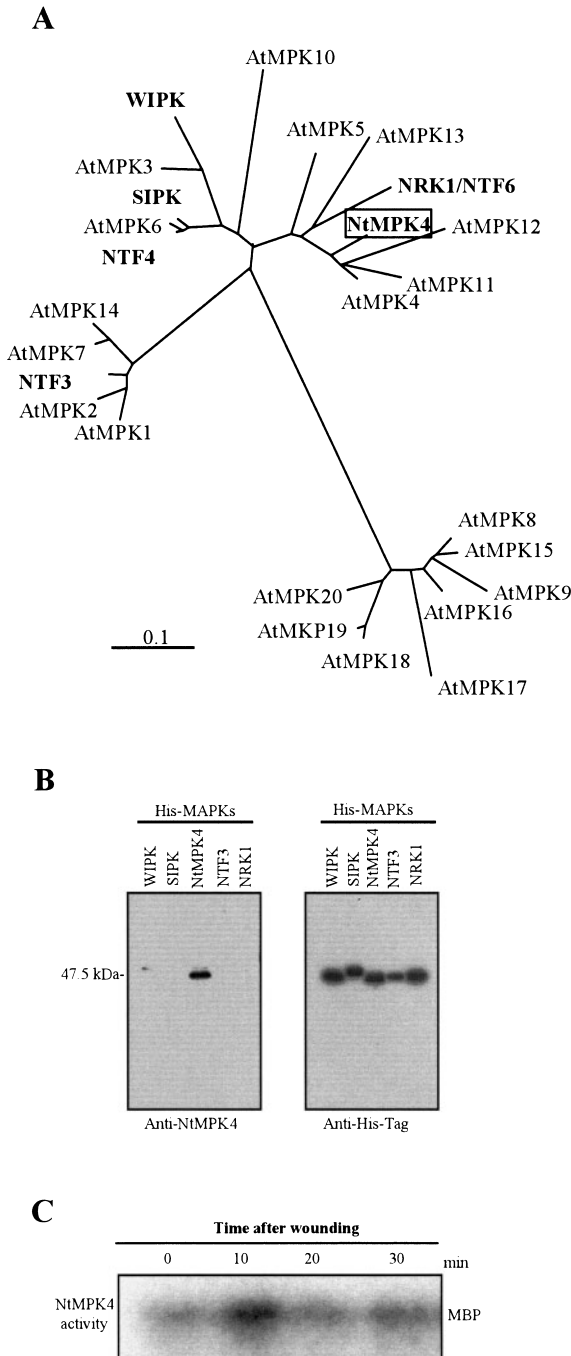 A
AtMPK10
WIPK
AtMPK5
AtMPK13
AtMPK3
NRK1/NTF6
SIPK
NtMPK4
AtMPK6
AtMPK12
NTF4
AtMPK11
AtMPK4
AtMPK14
AtMPK7
NTF3
AtMPK2
AtMPK1
AtMPK8
AtMPK15
AtMPK20
AtMPK9
AtMPK16
AtMKP19
0.1
AtMPK18
AtMPK17
B
His-MAPKs
His-MAPKs
WIPK SIPK NtMPK4 NTF3 NRK1
WIPK SIPK NtMPK4 NTF3 NRK1
47.5 kDa-
Anti-NtMPK4
Anti-His-Tag
C
Time after wounding
0 10 20 30 min
NtMPK4 activity
MBP